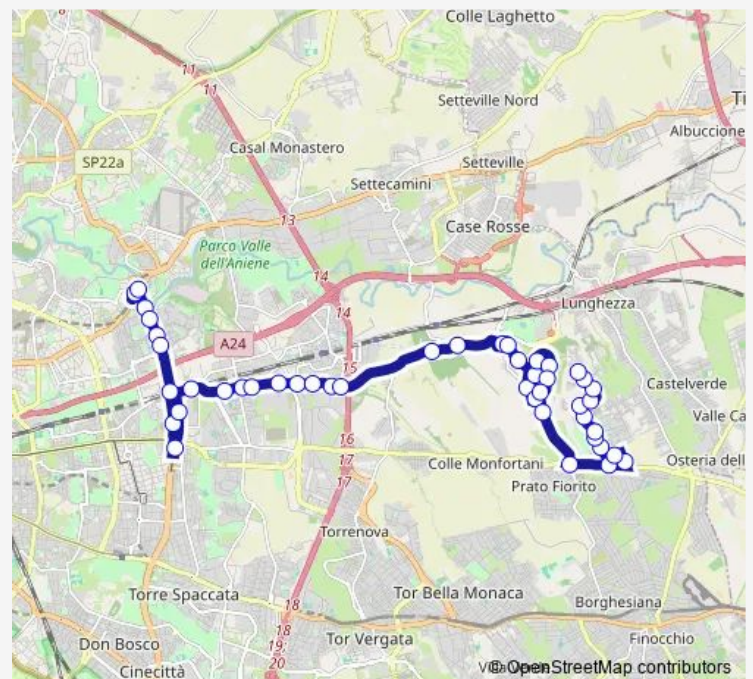 Colle Laghetto
8
11
11
Setteville Nord
Ti
Albuccione
Casal Monastero
SP22a
Setteville
Settecamini
13
Case Rosse
Parco Valle
dell'Aniene
14
14
Lunghezza
A24
15
Castelverde
Valle Ca
16
17
17
Colle Monfortani
Osteria dell
Prato Fiorito
Torrenova
Torre Spaccata
Tor Bella Monaca
Borghesiana
18
18
19
20
Don Bosco
Tor Vergata
Finocchio
Cinecittà
© OpenStreetMap contributors